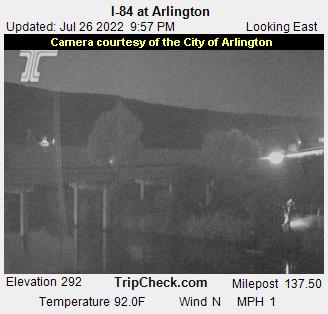 I-84 at Arlington
Updated: Jul 26 2022 9:57 PM Looking East
Camera courtesy of the City of Arlington
Elevation 292 TripCheck.com Milepost 137.50
Temperature 92.0F Wind N MPH 1